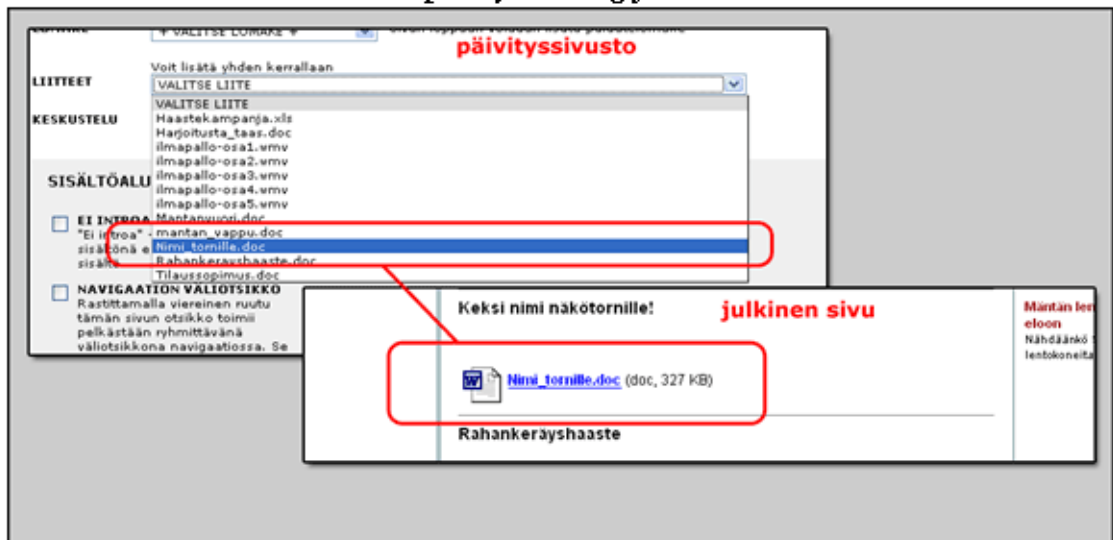 + VALITSE LOMAKE +
päivityssivusto
Voit lisätä yhden kerrallaan
LIITTEET
VALITSE LIITE
VALITSE LIITE
KESKUSTELU
Haastekampanja.xls
Harjoitusta_taas.doc
ilmapallo-osa1.wmv
ilmapallo-osa2.wmv
ilmapallo-osa3.wmv
ilmapallo-osa4.wmv
ilmapallo-osa5.wmv
SISÄLTÖALU
Mantanvuori.doc
EI INTROA
mantan_vappu.doc
"Ei introa" -
Nimi_tornille.doc
sisältönä e
Rahankerayshaaste.doc
sisältö
Tilaussopimus.doc
NAVIGAATION VÄLIOTSIKKO
Rastittamalla viereinen ruutu
tämän sivun otsikko toimii
pelkästään ryhmittävänä
väliotsikkona navigaatiossa. Se
Keksi nimi näkötornille!
julkinen sivu
Nimi_tornille.doc (doc, 327 KB)
Rahankeräyshaaste
Mäntän len
eloon
Nähdäänkö
lentokoneita